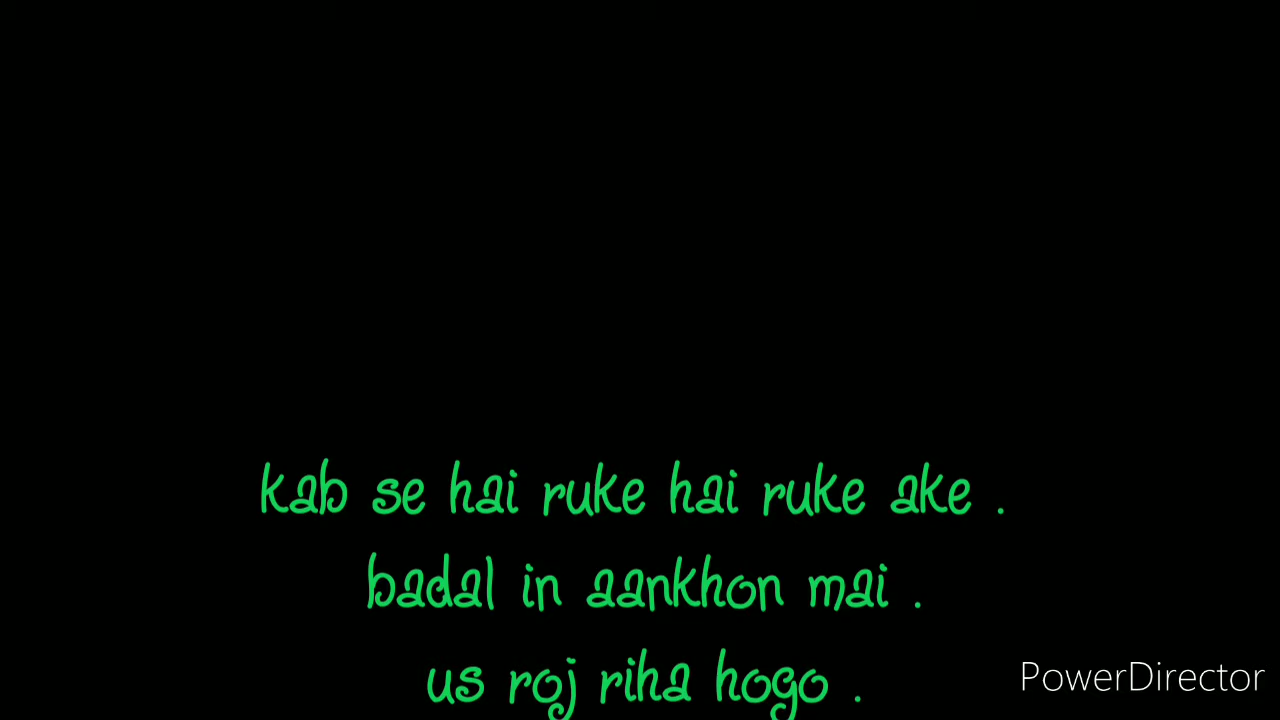 kab se hai ruke hai ruke ake .
badal in aankhon mai .
us roj riha hogo .
PowerDirector